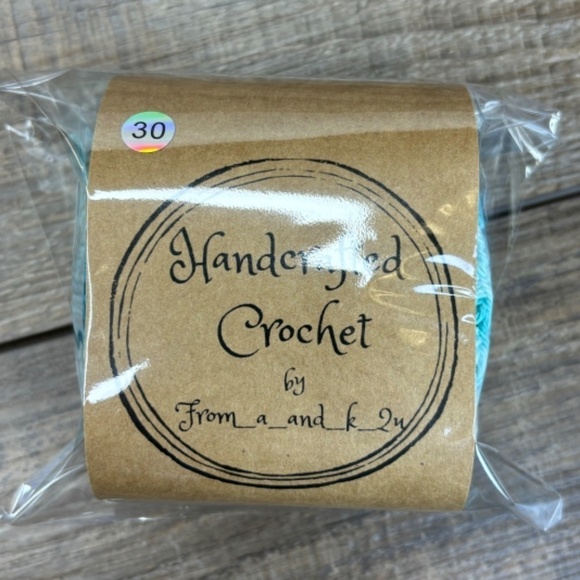 30
Handcrafted
Crochet
by
From_a_and_k_2u